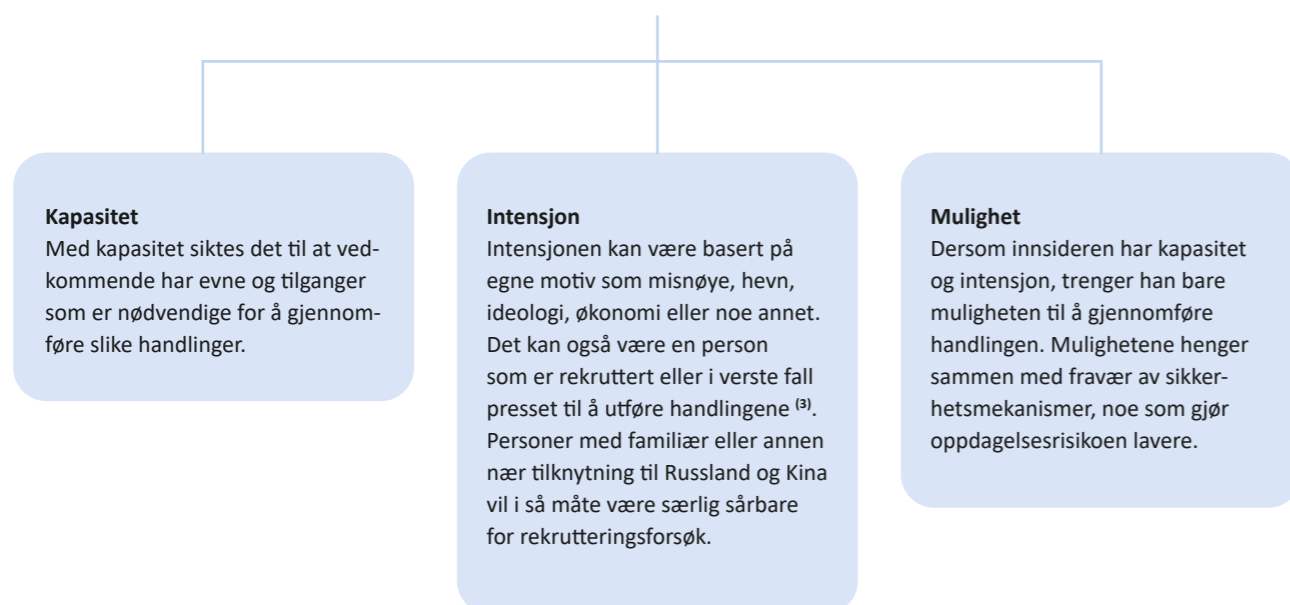 Kapasitet
Med kapasitet siktes det til at ved-
kommende har evne og tilganger
som er nødvendige for å gjennom-
føre slike handlinger.
Intensjon
Intensjonen kan være basert på
egne motiv som misnøye, hevn,
ideologi, økonomi eller noe annet.
Det kan også være en person
som er rekruttert eller i verste fall
presset til å utføre handlingene (3).
Personer med familiær eller annen
nær tilknytning til Russland og Kina
vil i så måte være særlig sårbare
for rekrutteringsforsøk.
Mulighet
Dersom innsideren har kapasitet
og intensjon, trenger han bare
muligheten til å gjennomføre
handlingen. Mulighetene henger
sammen med fravær av sikker-
hetsmekanismer, noe som gjør
oppdagelsesrisikoen lavere.